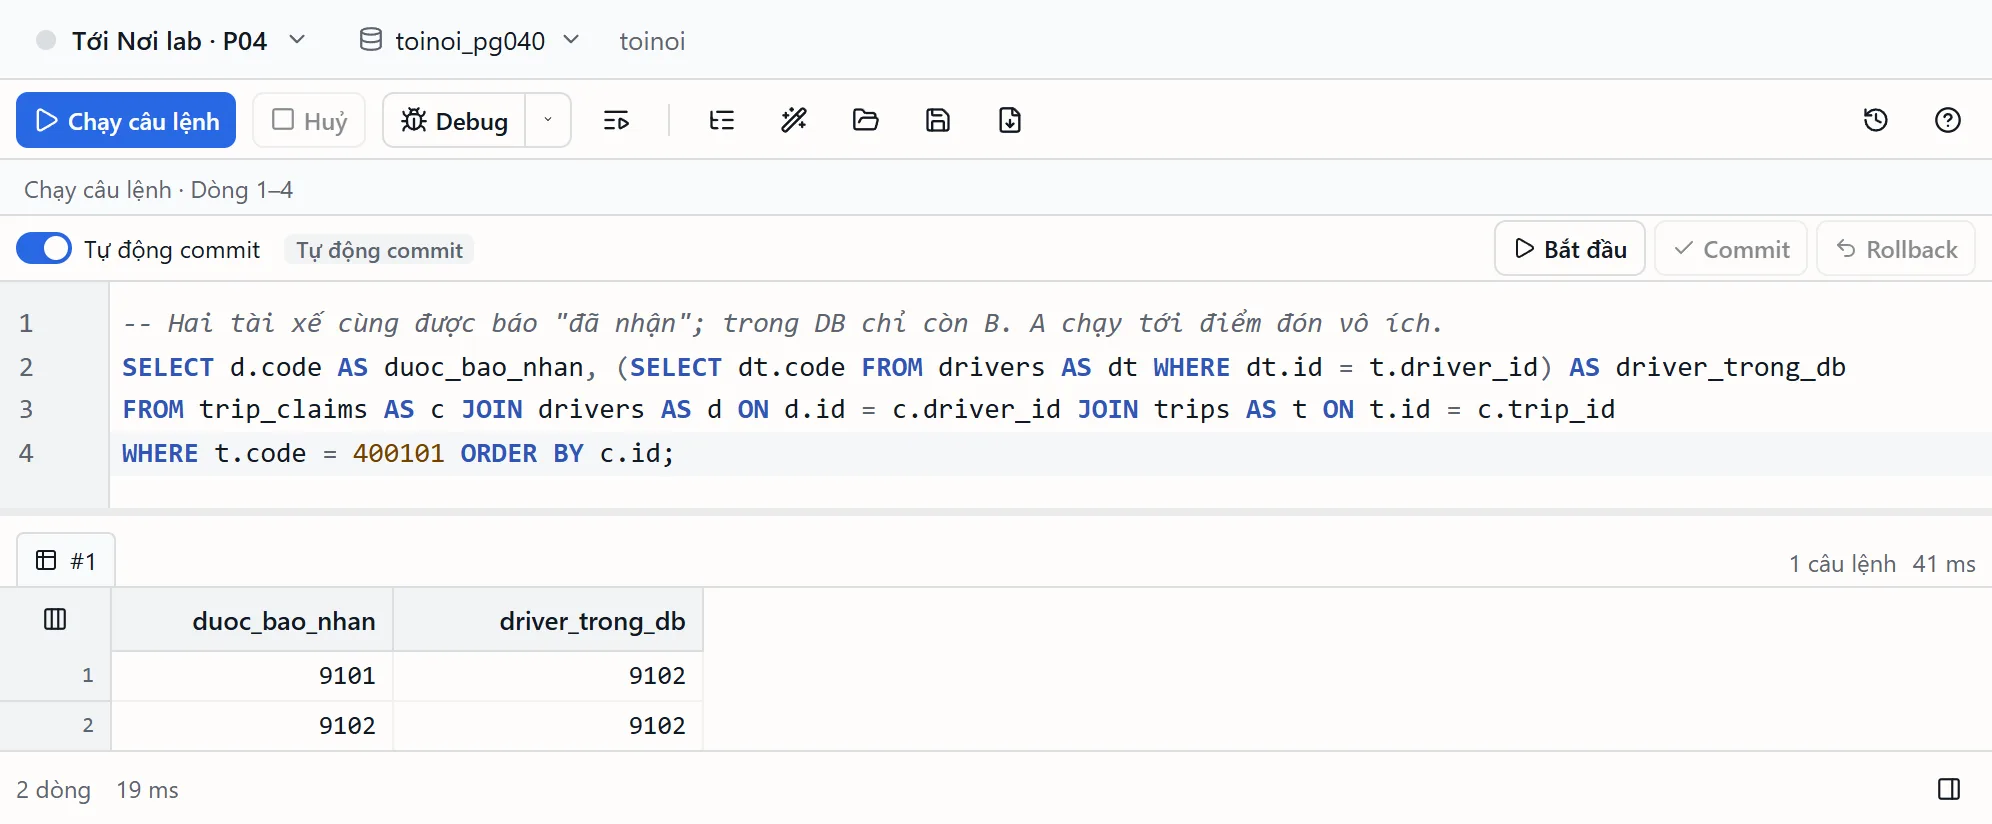 Tới Nơi lab · P04 toinoi_pg040 toinoi
Chạy câu lệnh Huỷ Debug
Chạy câu lệnh · Dòng 1–4
Tự động commit Tự động commit Bắt đầu Commit Rollback
1 -- Hai tài xế cùng được báo "đã nhận"; trong DB chỉ còn B. A chạy tới điểm đón vô ích.
2 SELECT d.code AS duoc_bao_nhan, (SELECT dt.code FROM drivers AS dt WHERE dt.id = t.driver_id) AS driver_trong_db
3 FROM trip_claims AS c JOIN drivers AS d ON d.id = c.driver_id JOIN trips AS t ON t.id = c.trip_id
4 WHERE t.code = 400101 ORDER BY c.id;
#1 1 câu lệnh 41 ms
duoc_bao_nhan driver_trong_db
1 9101 9102
2 9102 9102
2 dòng 19 ms